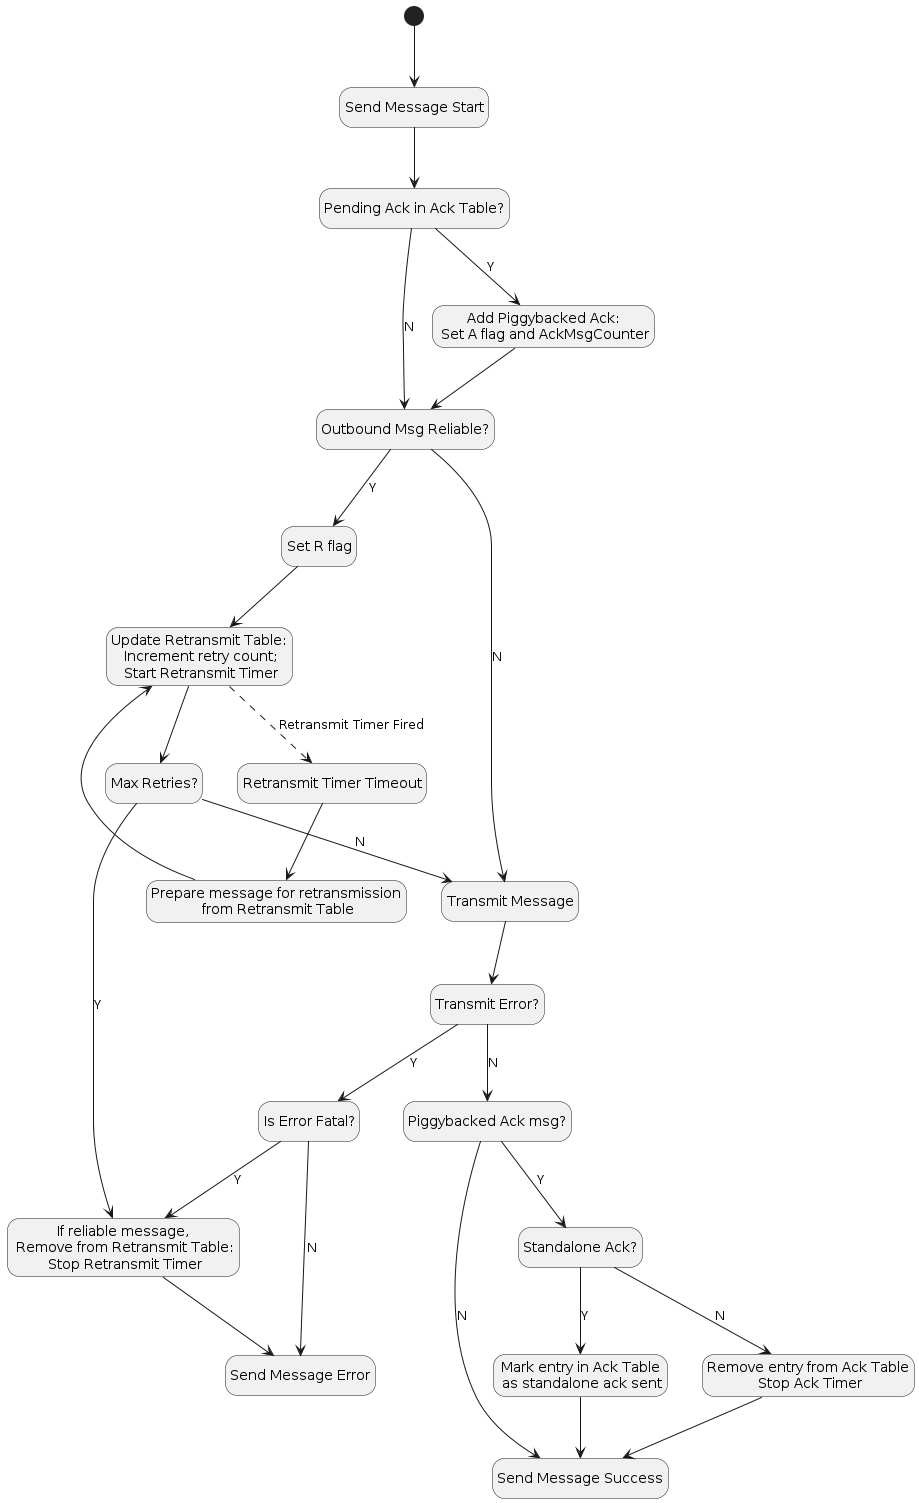 Send Message Start
Pending Ack in Ack Table?
Y
Add Piggybacked Ack:
Set A flag and AckMsgCounter
N
Outbound Msg Reliable?
Y
Set R flag
Update Retransmit Table:
Increment retry count;
Start Retransmit Timer
N
Retransmit Timer Fired
Max Retries?
Retransmit Timer Timeout
N
Prepare message for retransmission
from Retransmit Table
Transmit Message
Y
Transmit Error?
Y
N
Is Error Fatal?
Piggybacked Ack msg?
Y
Y
If reliable message,
Remove from Retransmit Table:
Stop Retransmit Timer
N
Standalone Ack?
N
Y
N
Send Message Error
Mark entry in Ack Table
as standalone ack sent
Remove entry from Ack Table
Stop Ack Timer
Send Message Success